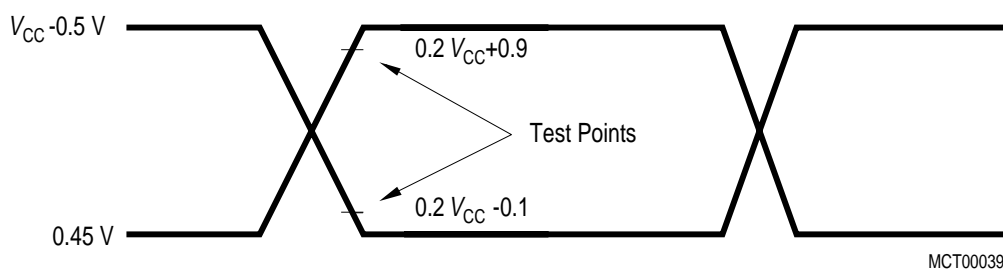 V_CC -0.5 V
0.2 V_CC+0.9
Test Points
0.2 V_CC -0.1
0.45 V
MCT00039